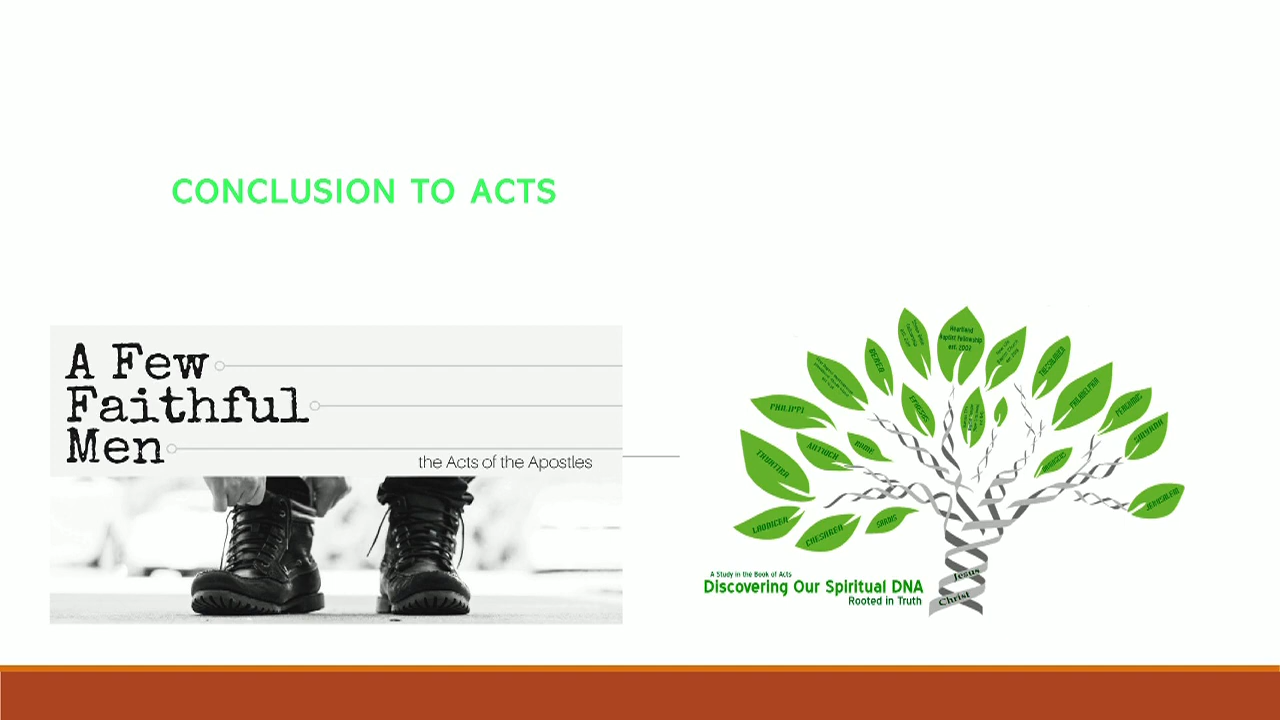 CONCLUSION TO ACTS
A Few
Faithful
Men
the Acts of the Apostles
Heartland
Baptist Fellowship
est. 2002
BEREA
THESSALONICA
PHILIPPI
EPHESUS
PHILADELPHIA
PERGAMOS
SMYRNA
THYATIRA
ANTIOCH
ROME
DAMASCUS
JERUSALEM
LAODICEA
CAESAREA
SARDIS
A Study in the Book of Acts
Discovering Our Spiritual DNA
Rooted in Truth
Jesus
Christ